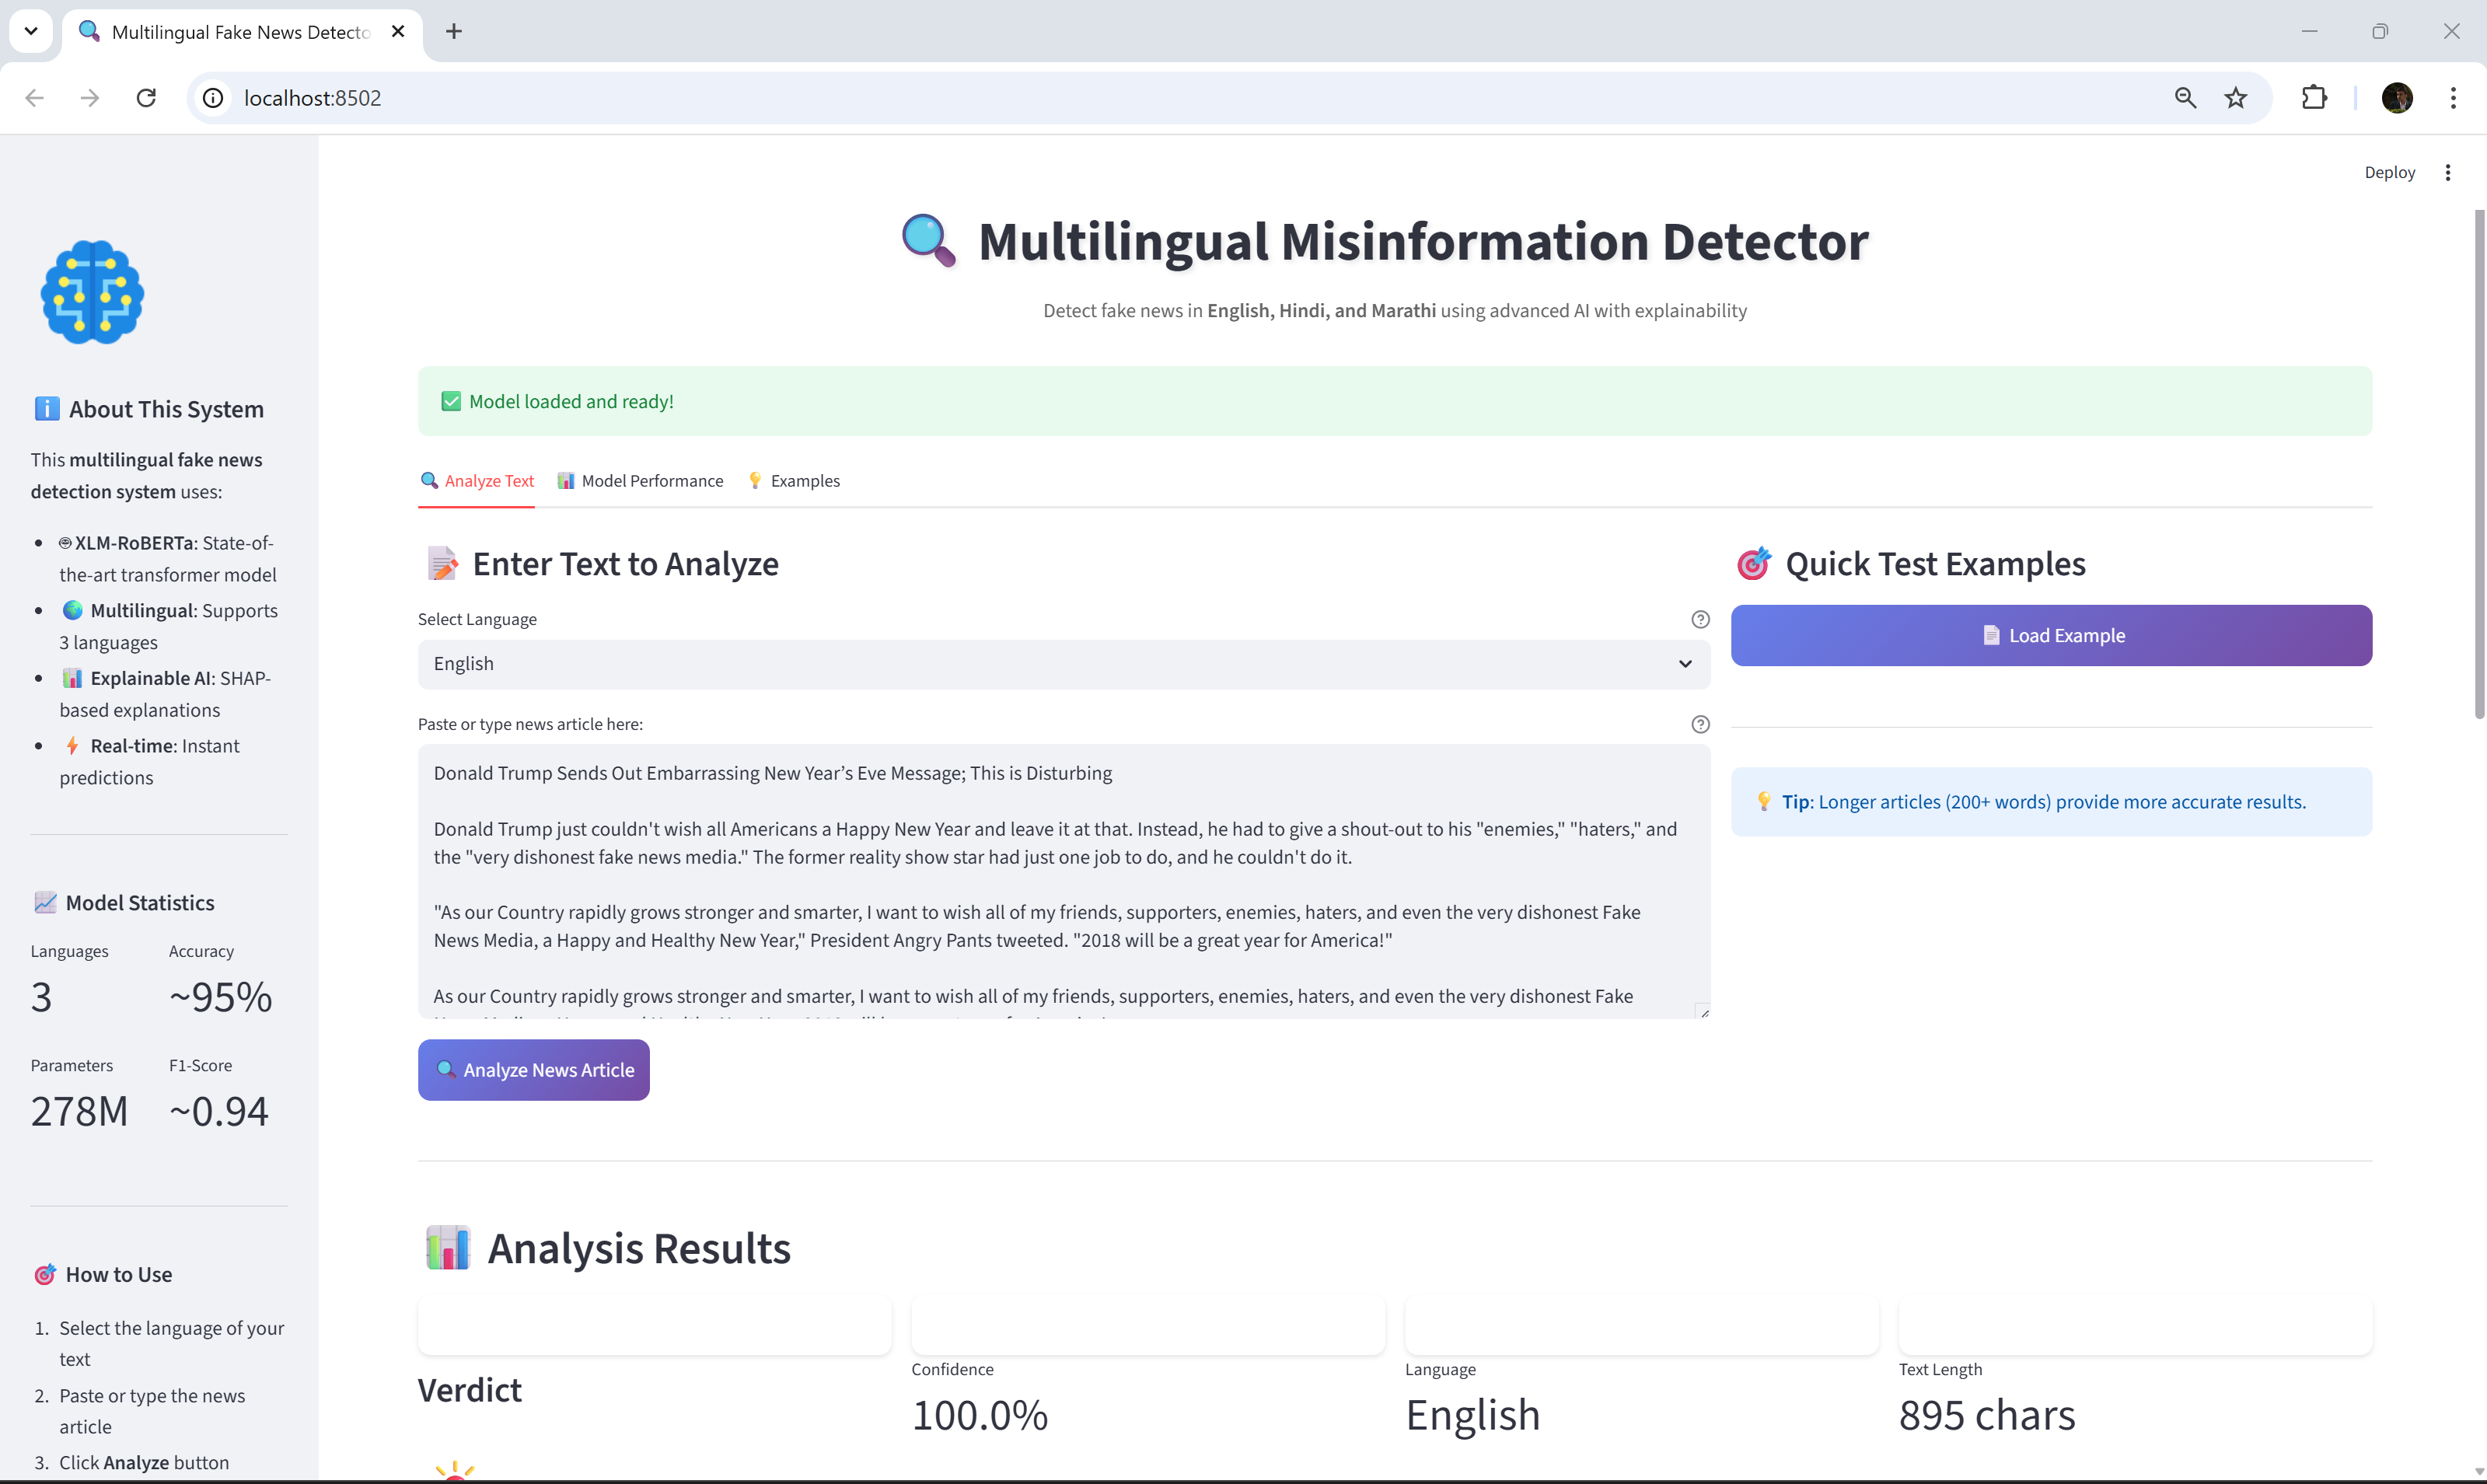 Multilingual Fake News Detecto
localhost:8502
Deploy
About This System
This multilingual fake news
detection system uses:
XLM-RoBERTa: State-of-
the-art transformer model
Multilingual: Supports
3 languages
Explainable AI: SHAP-
based explanations
Real-time: Instant
predictions
Model Statistics
Languages
3
Accuracy
~95%
Parameters
278M
F1-Score
~0.94
How to Use
1. Select the language of your
text
2. Paste or type the news
article
3. Click Analyze button
Multilingual Misinformation Detector
Detect fake news in English, Hindi, and Marathi using advanced AI with explainability
Model loaded and ready!
Analyze Text
Model Performance
Examples
Enter Text to Analyze
Select Language
English
Paste or type news article here:
Donald Trump Sends Out Embarrassing New Year’s Eve Message; This is Disturbing
Donald Trump just couldn't wish all Americans a Happy New Year and leave it at that. Instead, he had to give a shout-out to his "enemies," "haters," and
the "very dishonest fake news media." The former reality show star had just one job to do, and he couldn't do it.
"As our Country rapidly grows stronger and smarter, I want to wish all of my friends, supporters, enemies, haters, and even the very dishonest Fake
News Media, a Happy and Healthy New Year," President Angry Pants tweeted. "2018 will be a great year for America!"
As our Country rapidly grows stronger and smarter, I want to wish all of my friends, supporters, enemies, haters, and even the very dishonest Fake
Analyze News Article
Quick Test Examples
Load Example
Tip: Longer articles (200+ words) provide more accurate results.
Analysis Results
Verdict
Confidence
100.0%
Language
English
Text Length
895 chars